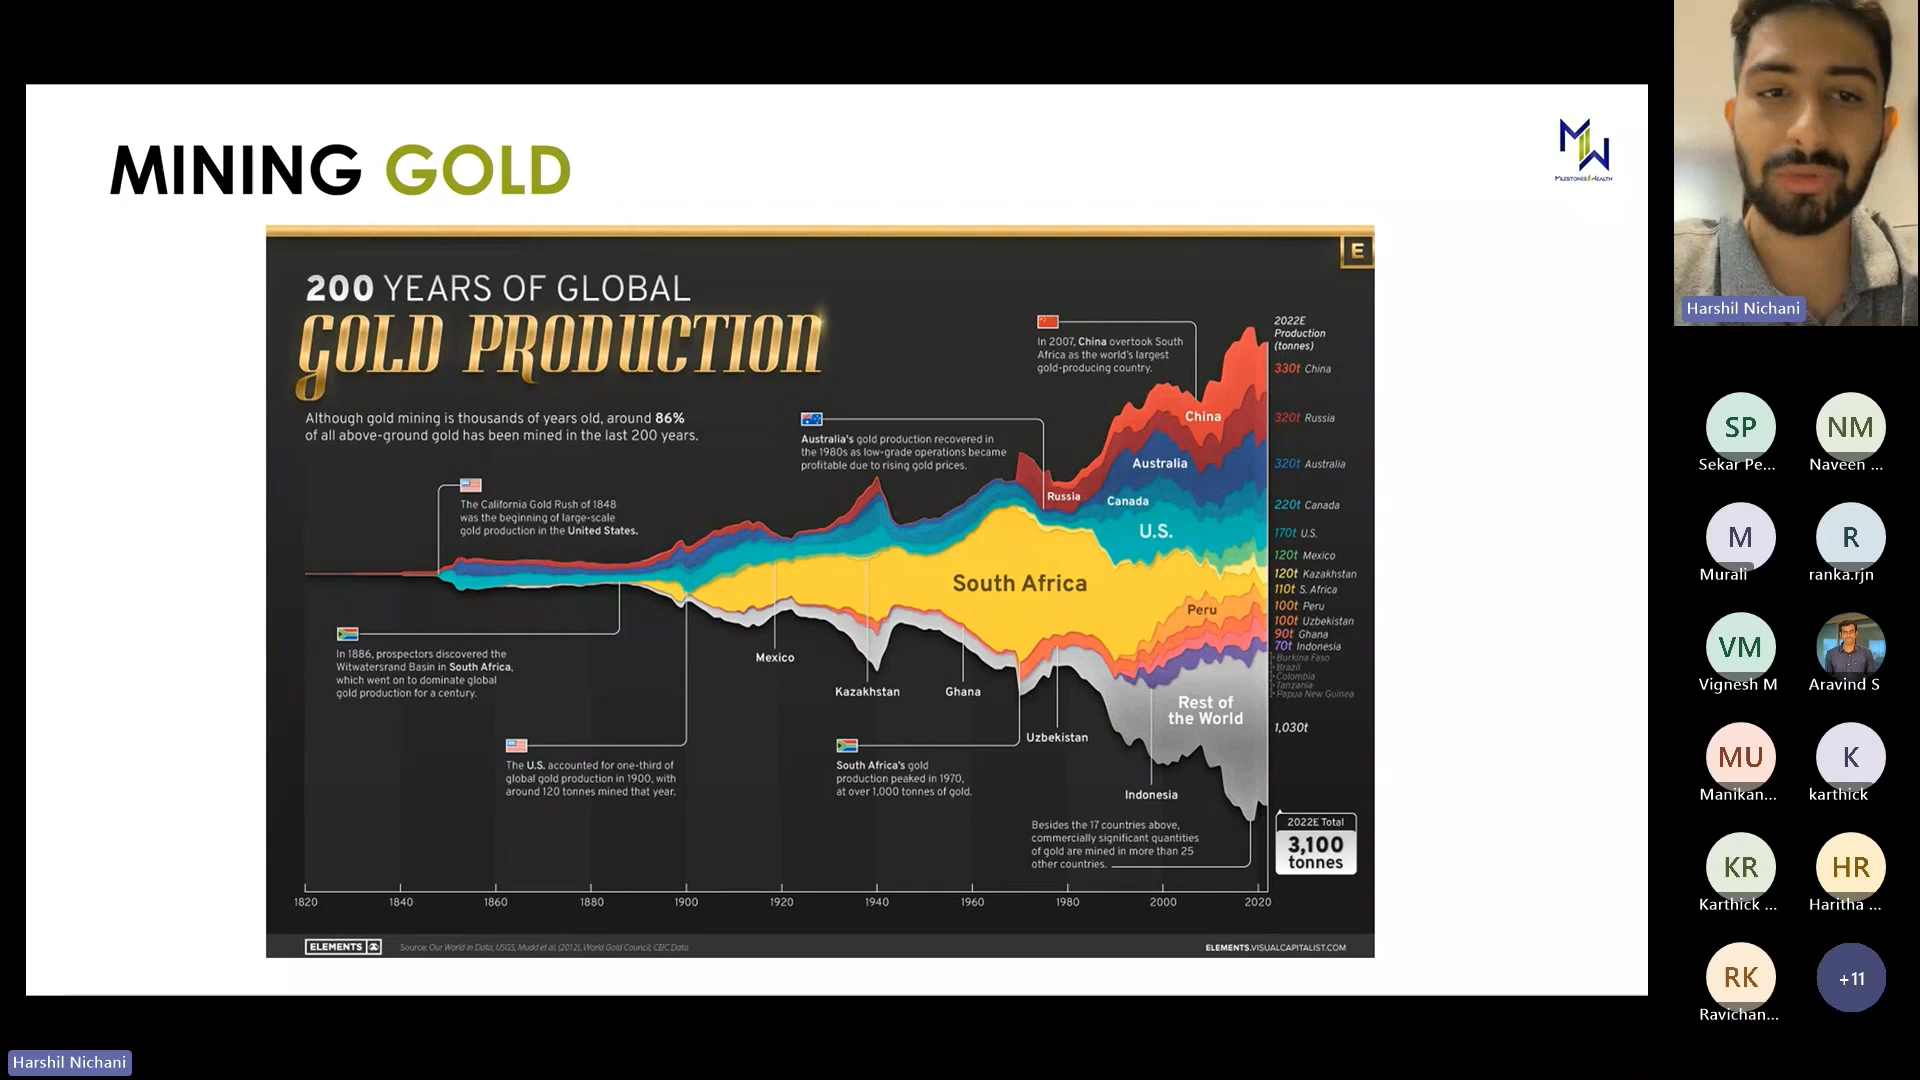 MINING GOLD
MW
MILESTONES WEALTH
E
200 YEARS OF GLOBAL
GOLD PRODUCTION
Although gold mining is thousands of years old, around 86%
of all above-ground gold has been mined in the last 200 years.
The California Gold Rush of 1848
was the beginning of large-scale
gold production in the United States.
Australia's gold production recovered in
the 1980s as low-grade operations became
profitable due to rising gold prices.
In 2007, China overtook South
Africa as the world's largest
gold-producing country.
2022E
Production
(tonnes)
330t China
320t Russia
320t Australia
220t Canada
170t U.S.
120t Mexico
120t Kazakhstan
110t S. Africa
100t Peru
100t Uzbekistan
90t Ghana
70t Indonesia
Burkina Faso
Brazil
Colombia
Tanzania
Papua New Guinea
1,030t
China
Australia
Russia
Canada
U.S.
South Africa
Peru
Rest of
the World
In 1886, prospectors discovered the
Witwatersrand Basin in South Africa,
which went on to dominate global
gold production for a century.
Mexico
Kazakhstan
Ghana
Uzbekistan
Indonesia
The U.S. accounted for one-third of
global gold production in 1900, with
around 120 tonnes mined that year.
South Africa's gold
production peaked in 1970,
at over 1,000 tonnes of gold.
Besides the 17 countries above,
commercially significant quantities
of gold are mined in more than 25
other countries.
2022E Total
3,100
tonnes
1820 1840 1860 1880 1900 1920 1940 1960 1980 2000 2020
ELEMENTS
Source: Our World in Data, USGS, Mudd et al. (2012), World Gold Council, CEIC Data
ELEMENTS.VISUALCAPITALIST.COM
Harshil Nichani
SP
Sekar Pe...
NM
Naveen ...
M
Murali
R
ranka.rjn
VM
Vignesh M
Aravind S
MU
Manikan...
K
karthick
KR
Karthick ...
HR
Haritha ...
RK
Ravichan...
+11
Harshil Nichani